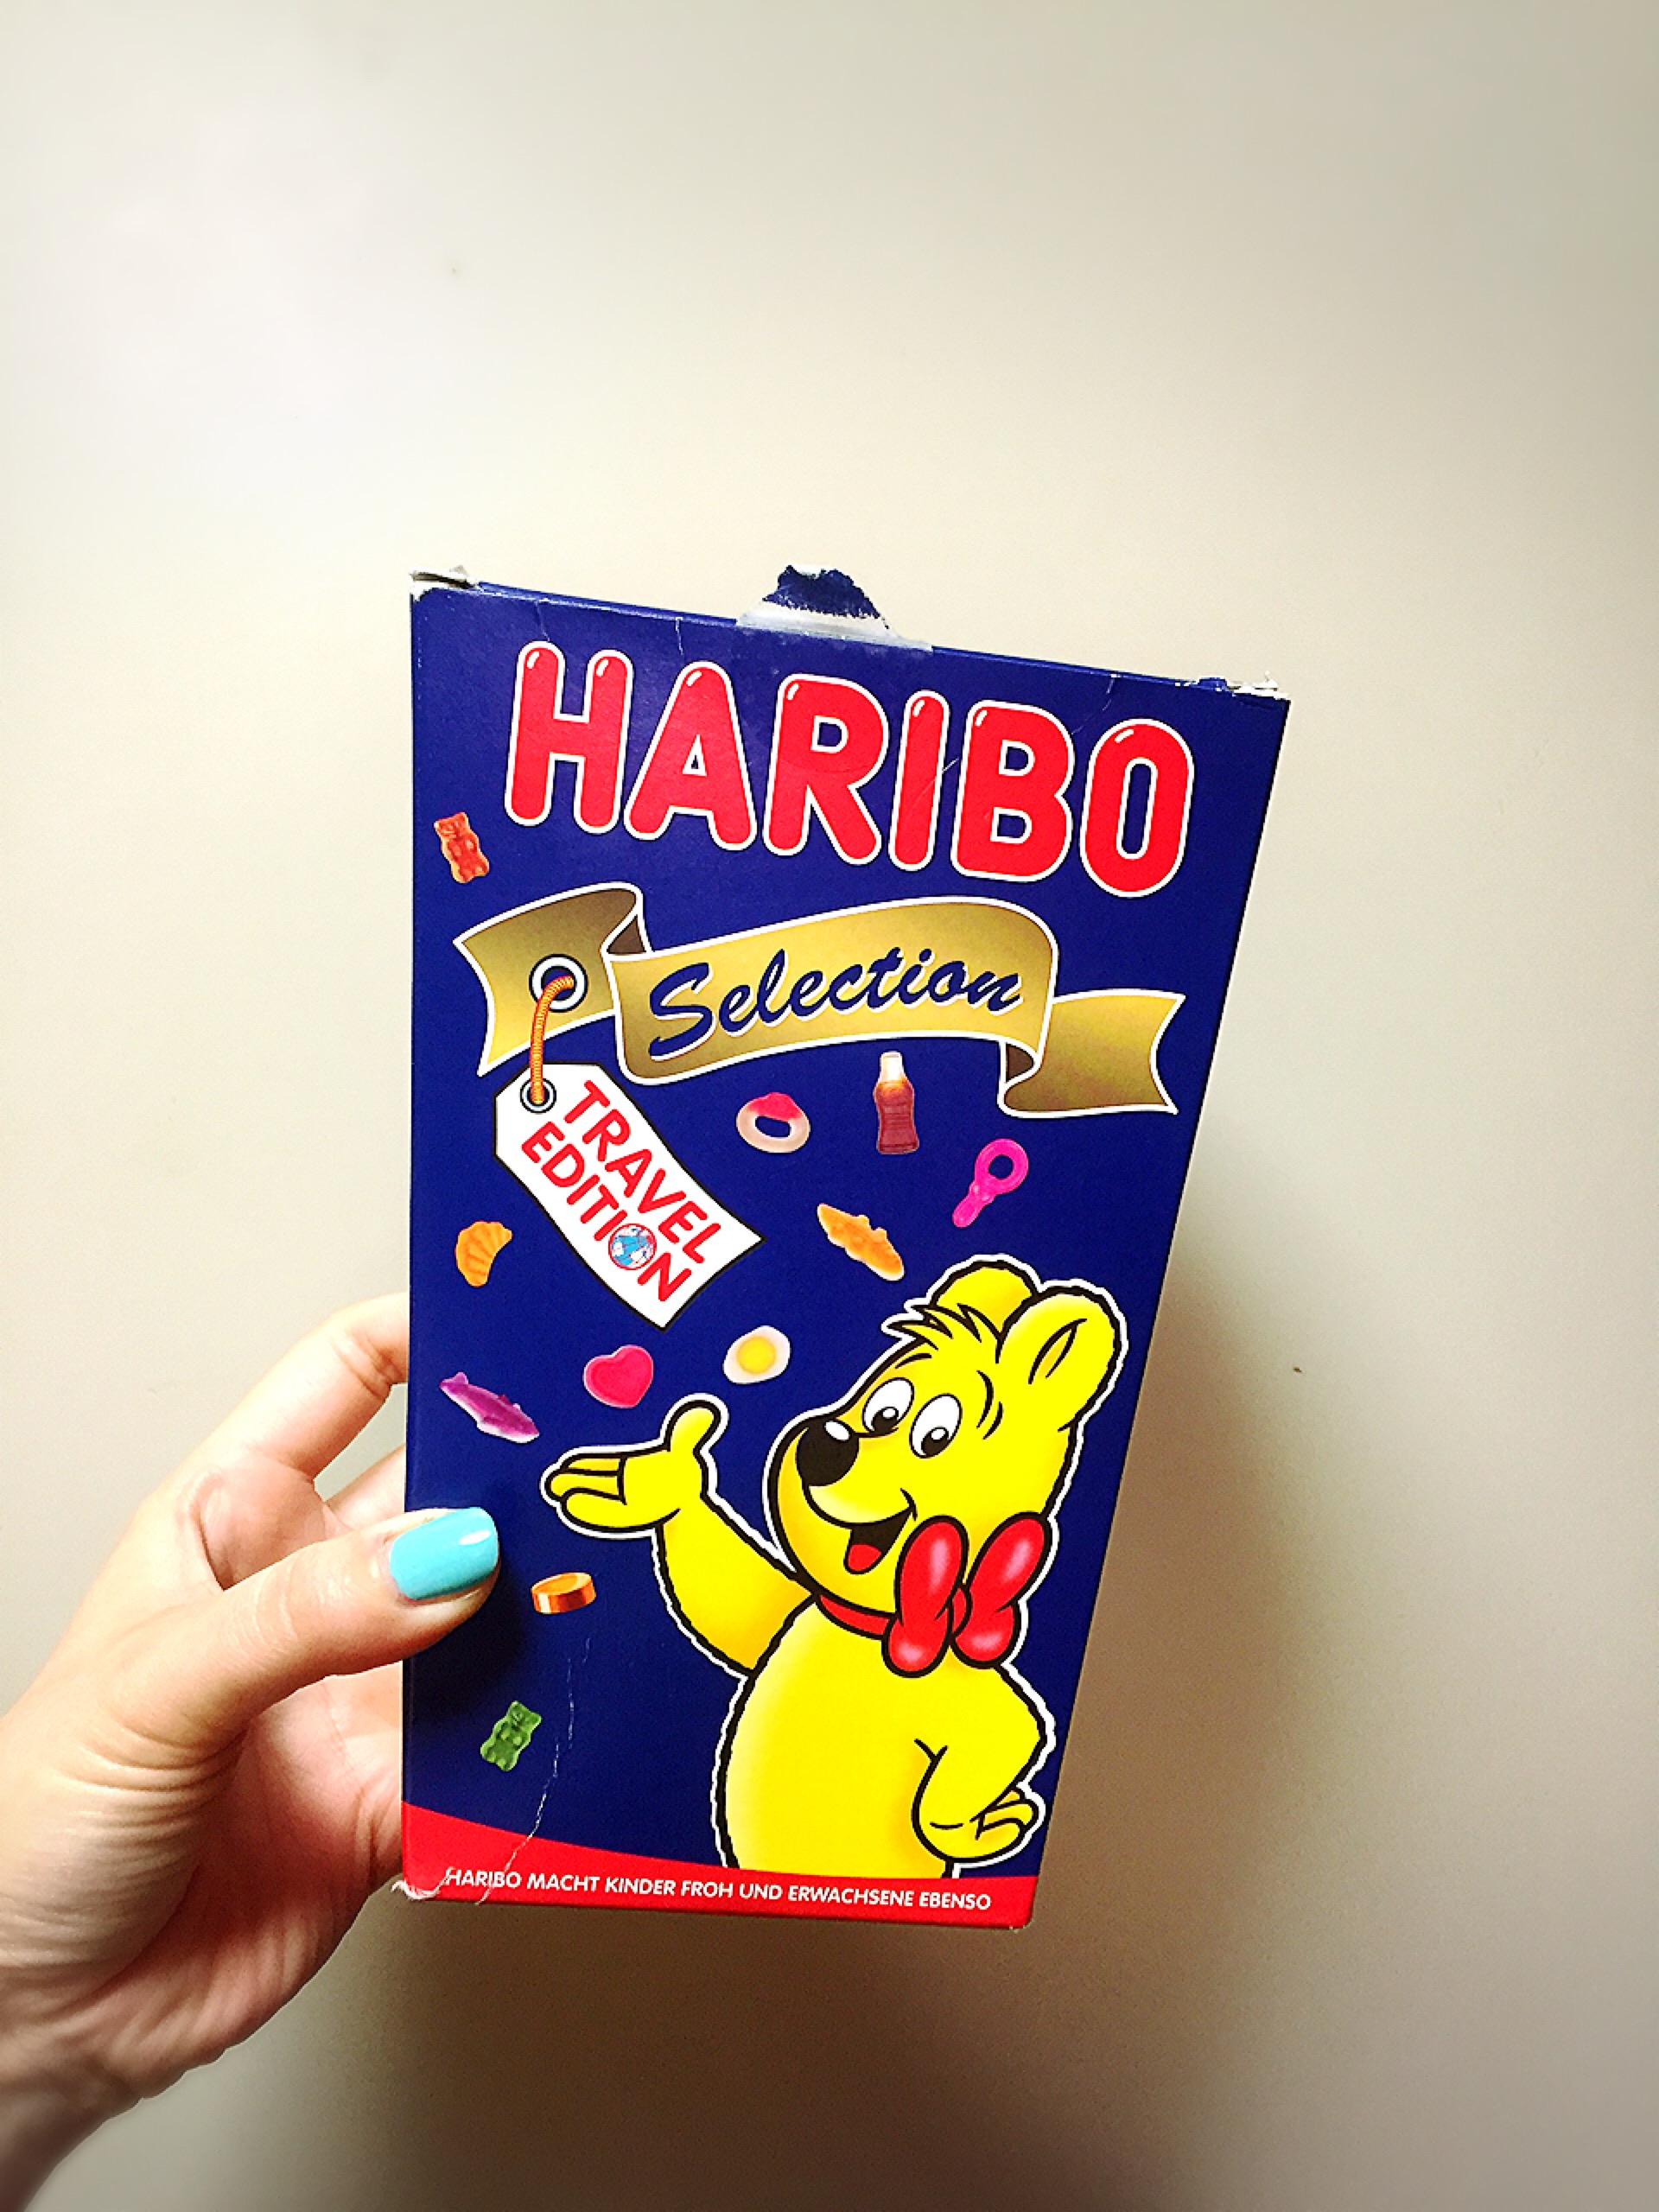 HARIBO
Selection
TRAVEL
EDITION
HARIBO MACHT KINDER FROH UND ERWACHSENE EBENSO